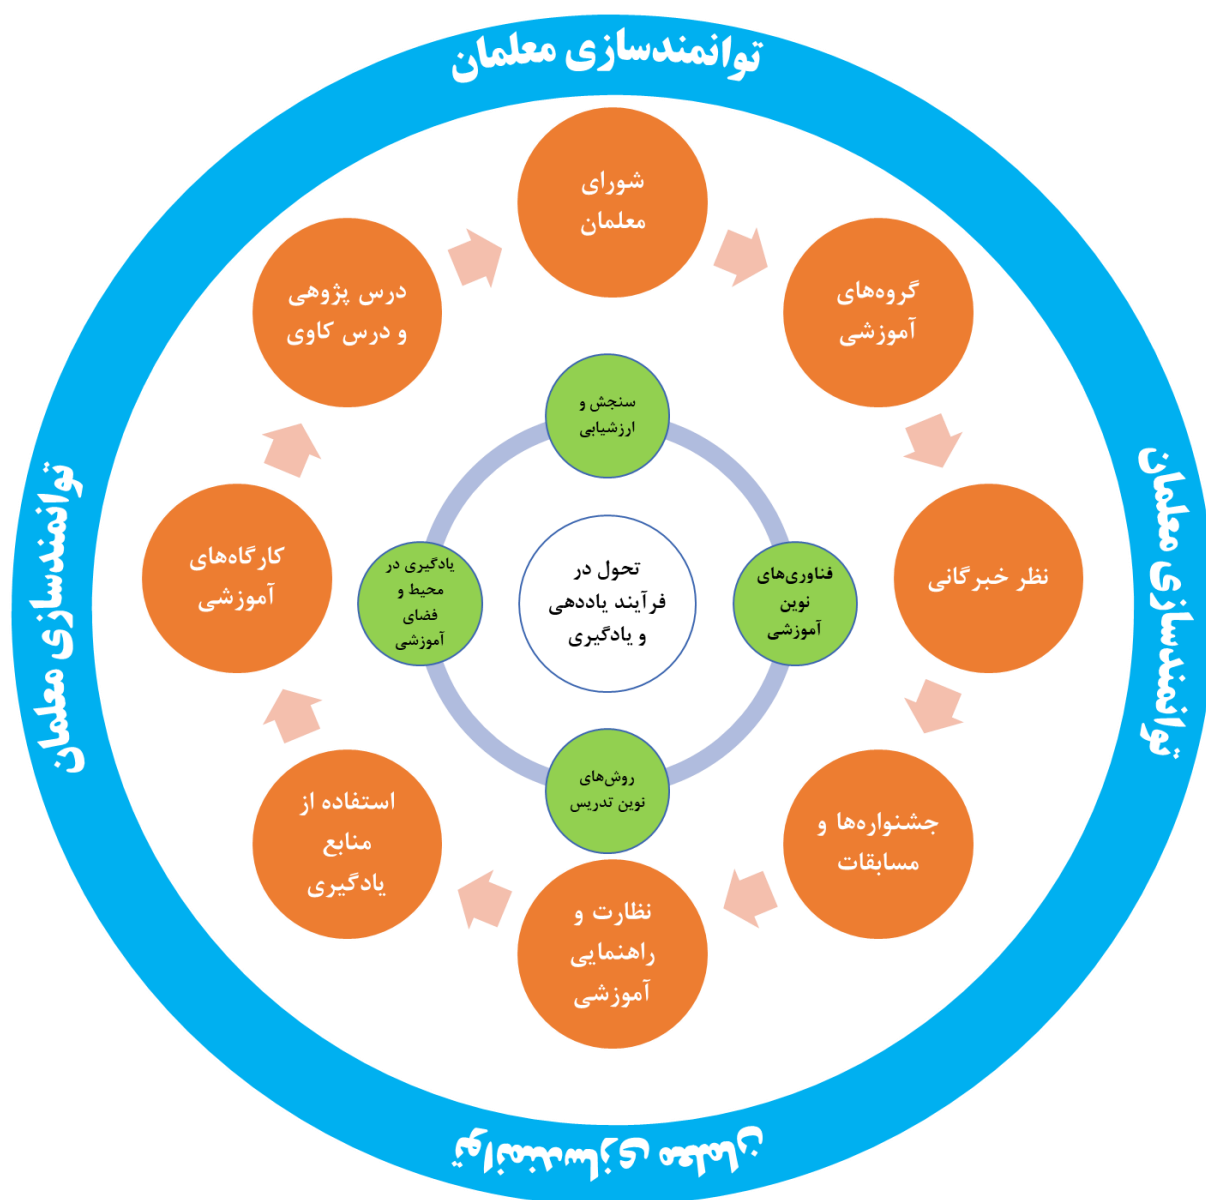 توانمندسازی معلمان
شورای
معلمان
گروه‌های
آموزشی
نظر خبرگانی
جشنواره‌ها و
مسابقات
نظارت و
راهنمایی
آموزشی
استفاده از
منابع
یادگیری
کارگاه‌های
آموزشی
درس پژوهی
و درس کاوی
سنجش و
ارزشیابی
فناوری‌های
نوین
آموزشی
روش‌های
نوین تدریس
یادگیری در
محیط و
فضای
آموزشی
تحول در
فرآیند یاددهی
و یادگیری
توانمندسازی معلمان
توانمندسازی معلمان
توانمندسازی معلمان